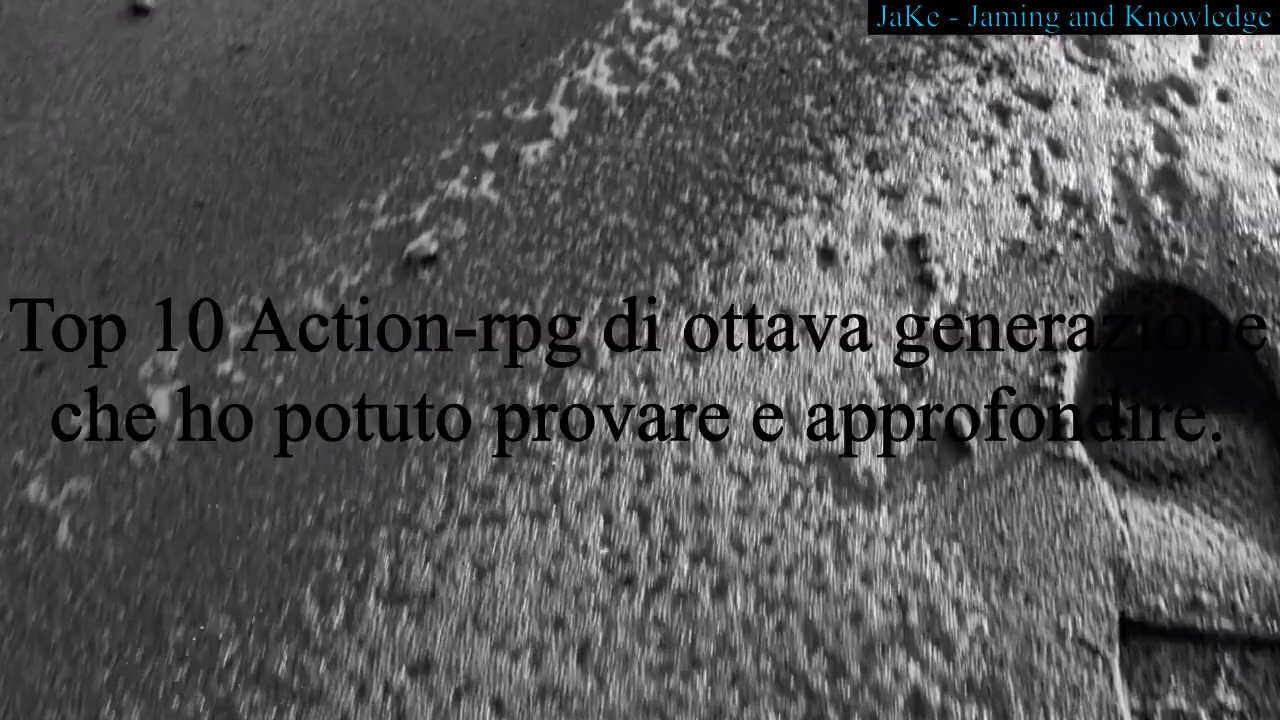 JaKe - Jaming and Knowledge
Top 10 Action-rpg di ottava generazione
che ho potuto provare e approfondire.